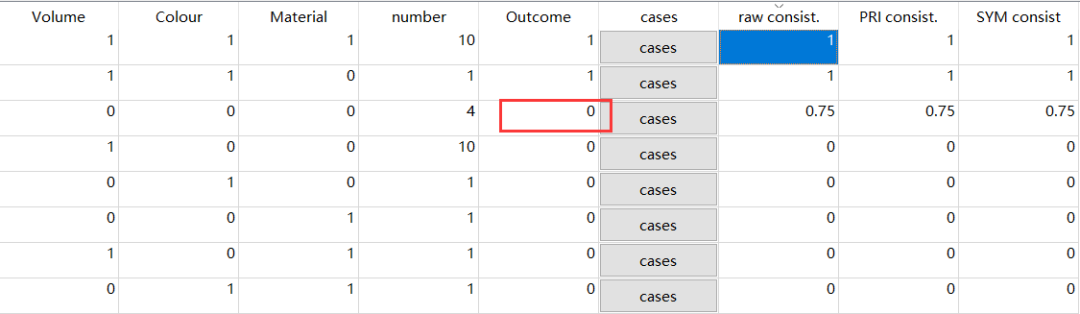 Volume Colour Material number Outcome cases raw consist. PRI consist. SYM consist
1 1 1 10 1 cases 1 1 1
1 1 0 1 1 cases 1 1 1
0 0 0 4 0 cases 0.75 0.75 0.75
1 0 0 10 0 cases 0 0 0
0 1 0 1 0 cases 0 0 0
0 0 1 1 0 cases 0 0 0
1 0 1 1 0 cases 0 0 0
0 1 1 1 0 cases 0 0 0